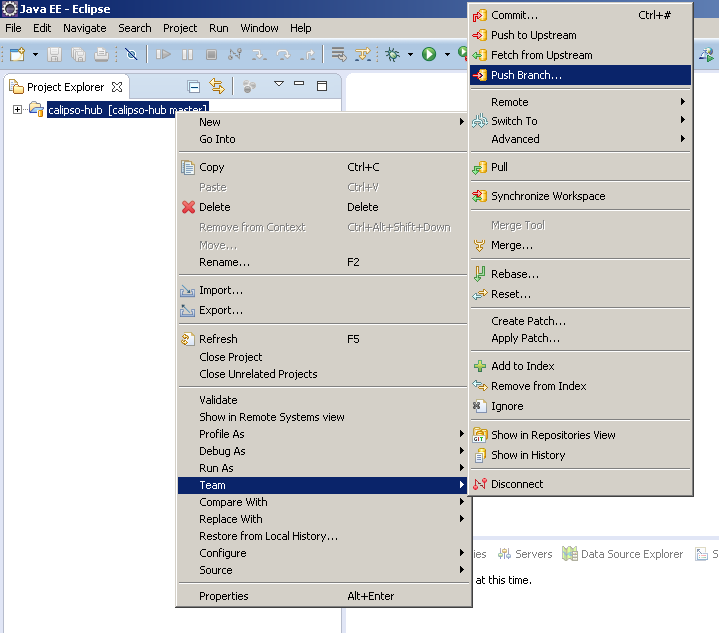 Java EE - Eclipse
File Edit Navigate Search Project Run Window Help
Project Explorer
calipso-hub [calipso-hub master]
New
Go Into
Copy Ctrl+C
Paste Ctrl+V
Delete Delete
Remove from Context Ctrl+Alt+Shift+Down
Move...
Rename... F2
Import...
Export...
Refresh F5
Close Project
Close Unrelated Projects
Validate
Show in Remote Systems view
Profile As
Debug As
Run As
Team
Compare With
Replace With
Restore from Local History...
Configure
Source
Properties Alt+Enter
Commit... Ctrl+#
Push to Upstream
Fetch from Upstream
Push Branch...
Remote
Switch To
Advanced
Pull
Synchronize Workspace
Merge Tool
Merge...
Rebase...
Reset...
Create Patch...
Apply Patch...
Add to Index
Remove from Index
Ignore
GIT
Show in Repositories View
Show in History
Disconnect
ies Servers Data Source Explorer S
at this time.